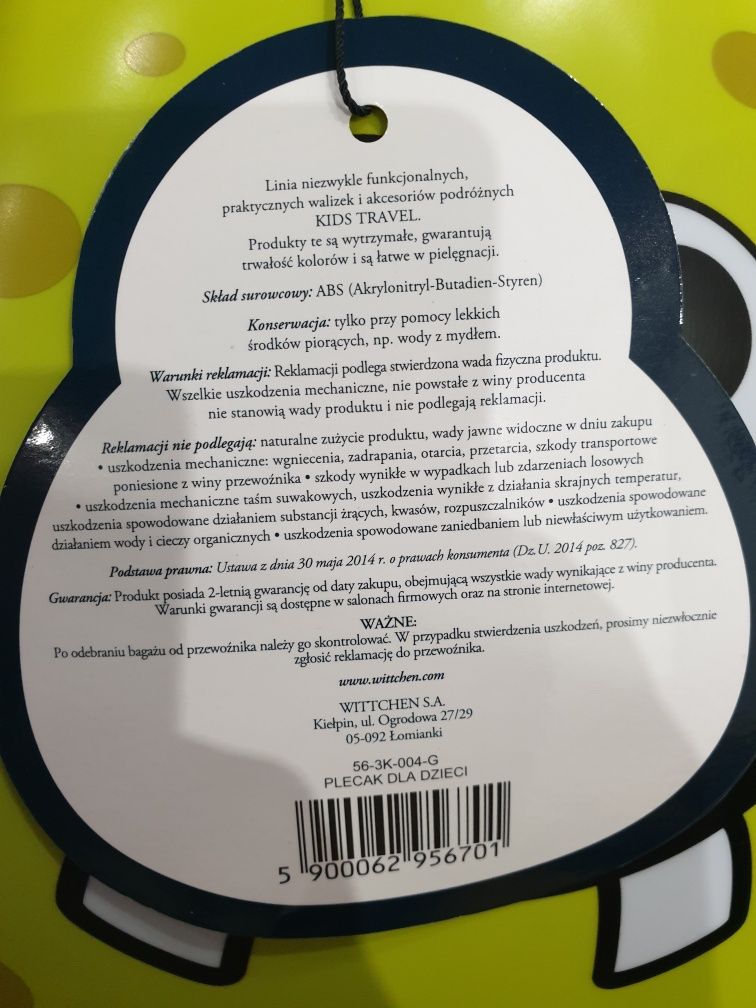 Linia niezwykle funkcjonalnych,
praktycznych walizek i akcesoriów podróżnych
KIDS TRAVEL.
Produkty te są wytrzymałe, gwarantują
trwałość kolorów i są łatwe w pielęgnacji.
Skład surowcowy: ABS (Akrylonitryl-Butadien-Styren)
Konserwacja: tylko przy pomocy lekkich
środków piorących, np. wody z mydłem.
Warunki reklamacji: Reklamacji podlega stwierdzona wada fizyczna produktu.
Wszelkie uszkodzenia mechaniczne, nie powstałe z winy producenta
nie stanowią wady produktu i nie podlegają reklamacji.
Reklamacji nie podlegają: naturalne zużycie produktu, wady jawne widoczne w dniu zakupu
• uszkodzenia mechaniczne: wgniecenia, zadrapania, otarcia, przetarcia, szkody transportowe
poniesione z winy przewoźnika • szkody wynikłe w wypadkach lub zdarzeniach losowych
• uszkodzenia mechaniczne taśm suwakowych, uszkodzenia wynikłe z działania skrajnych temperatur,
uszkodzenia spowodowane działaniem substancji żrących, kwasów, rozpuszczalników • uszkodzenia spowodowane
działaniem wody i cieczy organicznych • uszkodzenia spowodowane zaniedbaniem lub niewłaściwym użytkowaniem.
Podstawa prawna: Ustawa z dnia 30 maja 2014 r. o prawach konsumenta (Dz. U. 2014 poz. 827).
Gwarancja: Produkt posiada 2-letnią gwarancję od daty zakupu, obejmującą wszystkie wady wynikające z winy producenta.
Warunki gwarancji są dostępne w salonach firmowych oraz na stronie internetowej.
WAŻNE:
Po odebraniu bagażu od przewoźnika należy go skontrolować. W przypadku stwierdzenia uszkodzeń, prosimy niezwłocznie
zgłosić reklamację do przewoźnika.
www.wittchen.com
WITTCHEN S.A.
Kiełpin, ul. Ogrodowa 27/29
05-092 Łomianki
56-3K-004-G
PLECAK DLA DZIECI
5 900062 956701